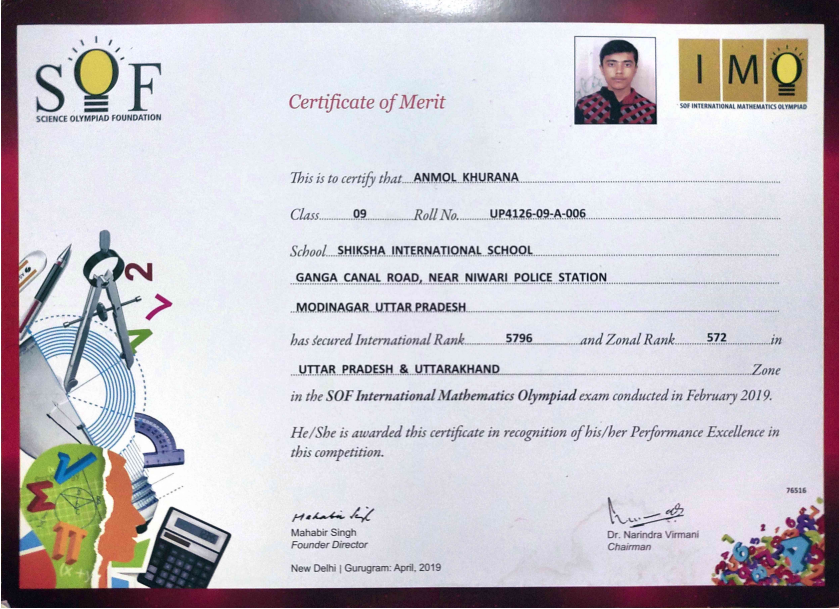 SOF
SCIENCE OLYMPIAD FOUNDATION
Certificate of Merit
IMO
SOF INTERNATIONAL MATHEMATICS OLYMPIAD
This is to certify that ANMOL KHURANA
Class 09 Roll No. UP4126-09-A-006
School SHIKSHA INTERNATIONAL SCHOOL
GANGA CANAL ROAD, NEAR NIWARI POLICE STATION
MODINAGAR UTTAR PRADESH
has secured International Rank 5796 and Zonal Rank 572 in
UTTAR PRADESH & UTTARAKHAND Zone
in the SOF International Mathematics Olympiad exam conducted in February 2019.
He/She is awarded this certificate in recognition of his/her Performance Excellence in
this competition.
76516
Mahabir Singh
Mahabir Singh
Founder Director
Dr. Narindra Virmani
Chairman
New Delhi | Gurugram: April, 2019